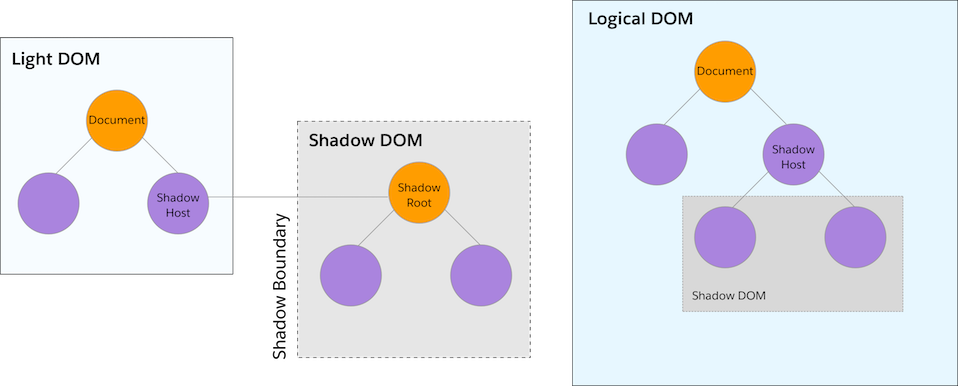 Light DOM
Document
Shadow
Host
Shadow Boundary
Shadow DOM
Shadow
Root
Logical DOM
Document
Shadow
Host
Shadow DOM